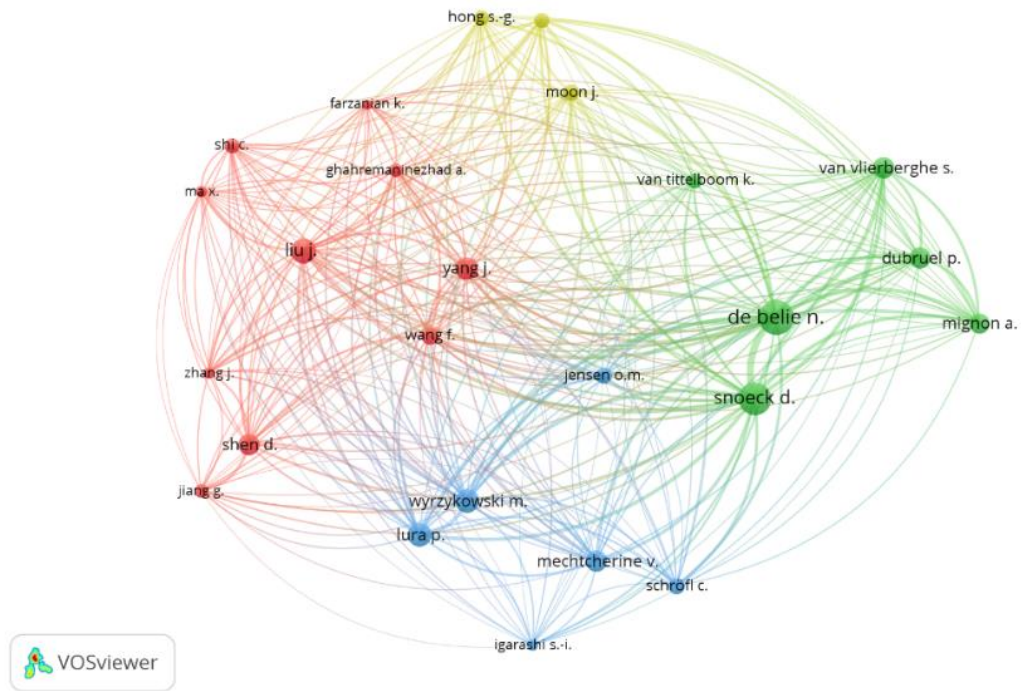 hong s.-g.
moon j.
farzanian k.
shi c.
ghahremaninezhad a.
van tittelboom k.
van vlierberghe s.
ma x.
liu j.
yang j.
dubruel p.
de belie n.
mignon a.
wang f.
zhang j.
jensen o.m.
snoeck d.
shen d.
jiang g.
wyrzykowski m.
lura p.
mechtcherine v.
schröfl c.
igarashi s.-i.
VOSviewer